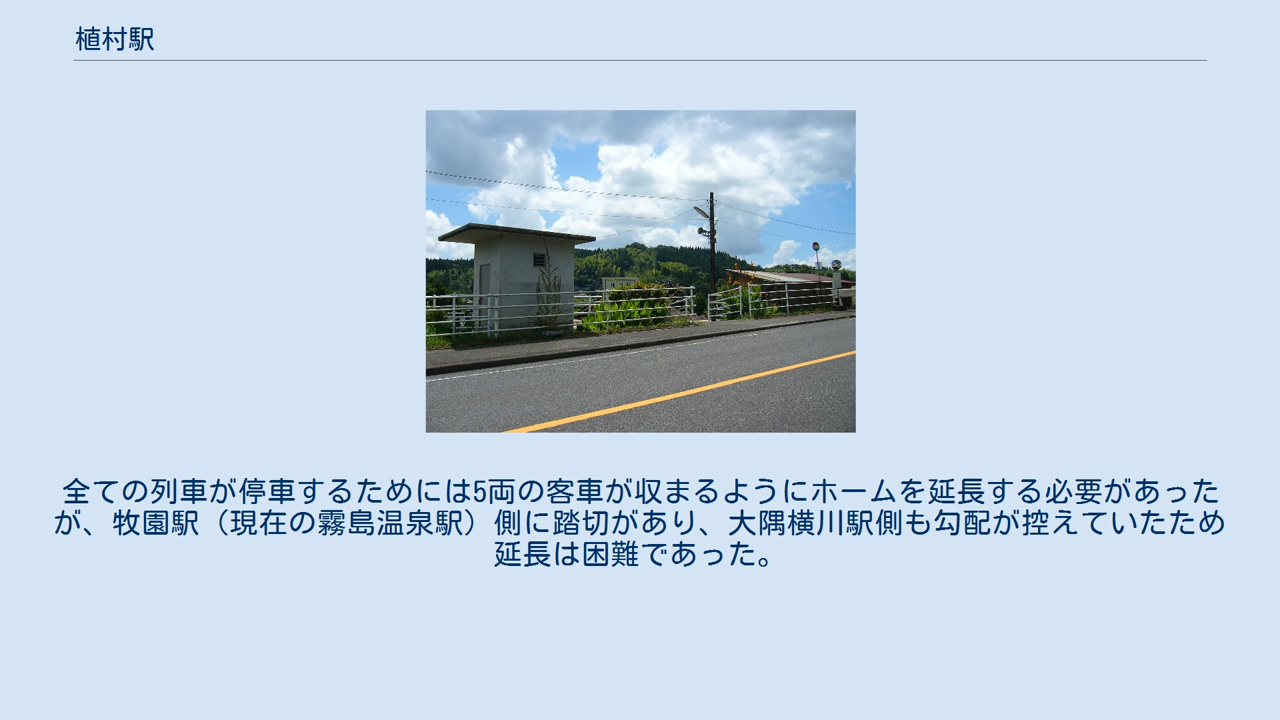 植村駅
全ての列車が停車するためには5両の客車が収まるようにホームを延長する必要があった
が、牧園駅（現在の霧島温泉駅）側に踏切があり、大隅横川駅側も勾配が控えていたため
延長は困難であった。